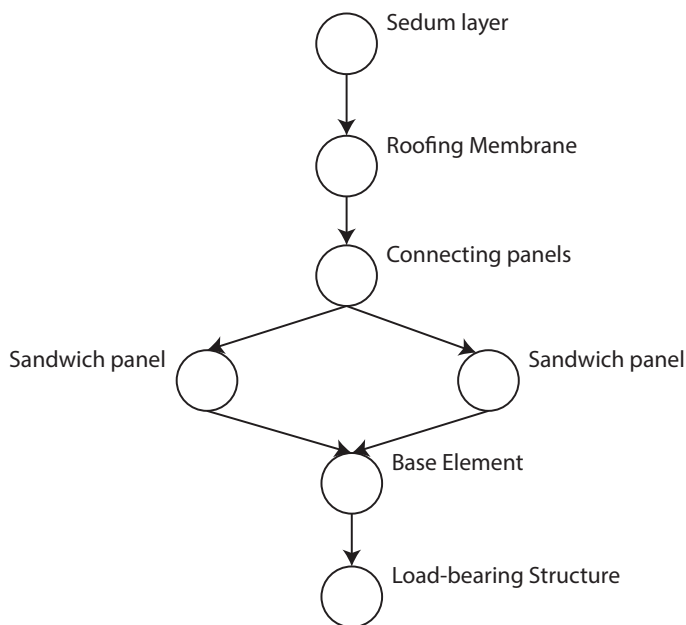 Sedum layer
Roofing Membrane
Connecting panels
Sandwich panel
Sandwich panel
Base Element
Load-bearing Structure